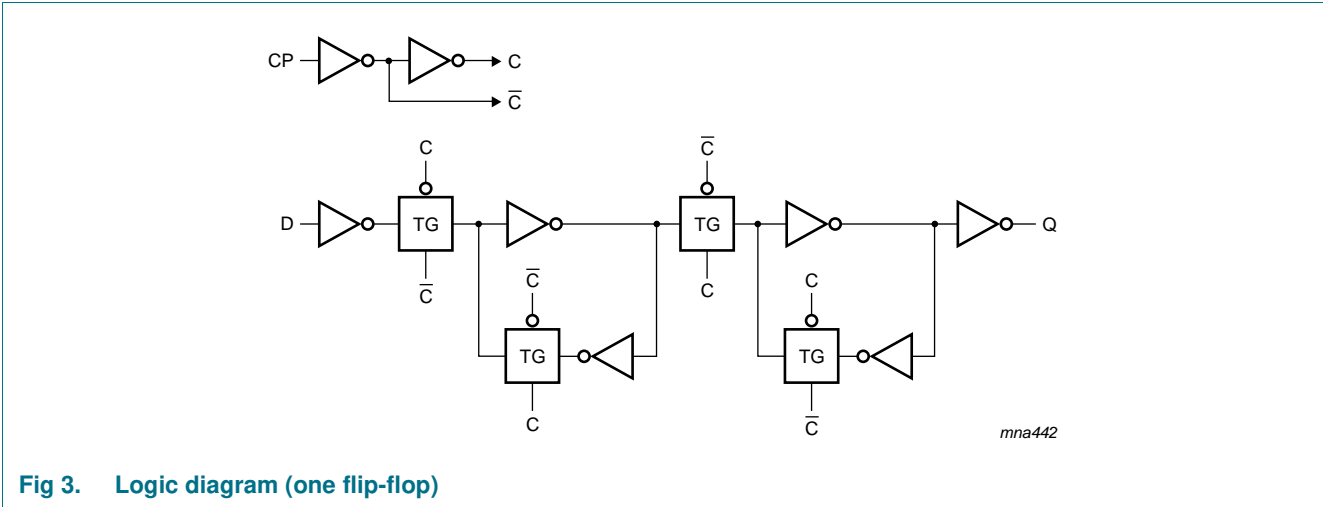 CP
C
C̅
C
C̅
D
TG
TG
Q
C̅
C̅
C
C
TG
TG
C
C̅
mna442
Fig 3. Logic diagram (one flip-flop)